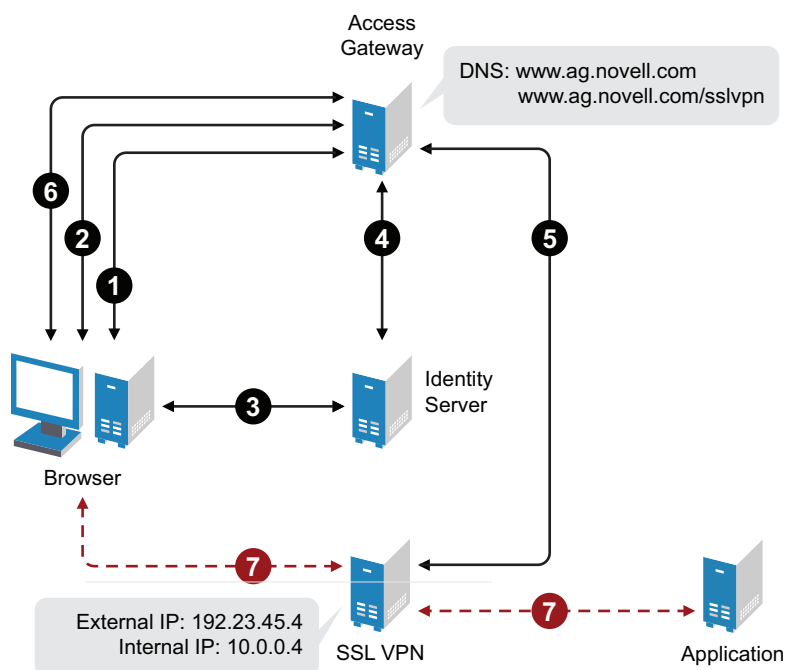 Access
Gateway
DNS: www.ag.novell.com
www.ag.novell.com/sslvpn
6
2
1
4
5
3
Identity
Server
Browser
7
7
External IP: 192.23.45.4
Internal IP: 10.0.0.4
SSL VPN
Application